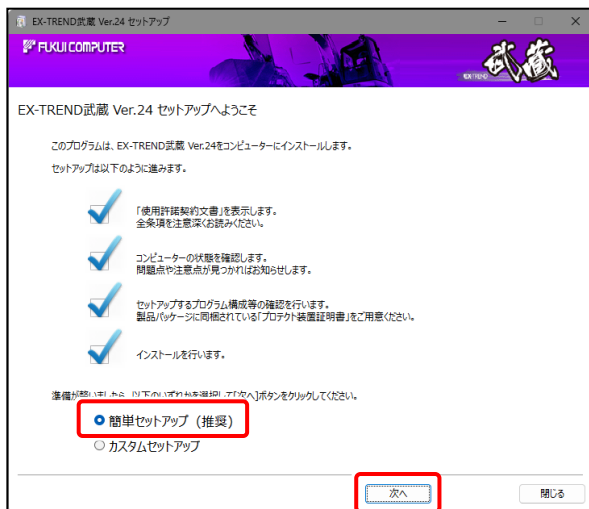 EX-TREND武蔵 Ver.24 セットアップ
FUKUI COMPUTER
EX-TREND 武蔵
EX-TREND武蔵 Ver.24 セットアップへようこそ
このプログラムは、EX-TREND武蔵 Ver.24をコンピューターにインストールします。
セットアップは以下のように進みます。
「使用許諾契約文書」を表示します。
全条項を注意深くお読みください。
コンピューターの状態を確認します。
問題点や注意点が見つかればお知らせします。
セットアップするプログラム構成等の確認を行います。
製品パッケージに同梱されている「プロテクト装置証明書」をご用意ください。
インストールを行います。
準備が整いましたら、以下のいずれかを選択して[次へ]ボタンをクリックしてください。
簡単セットアップ（推奨）
カスタムセットアップ
次へ
閉じる